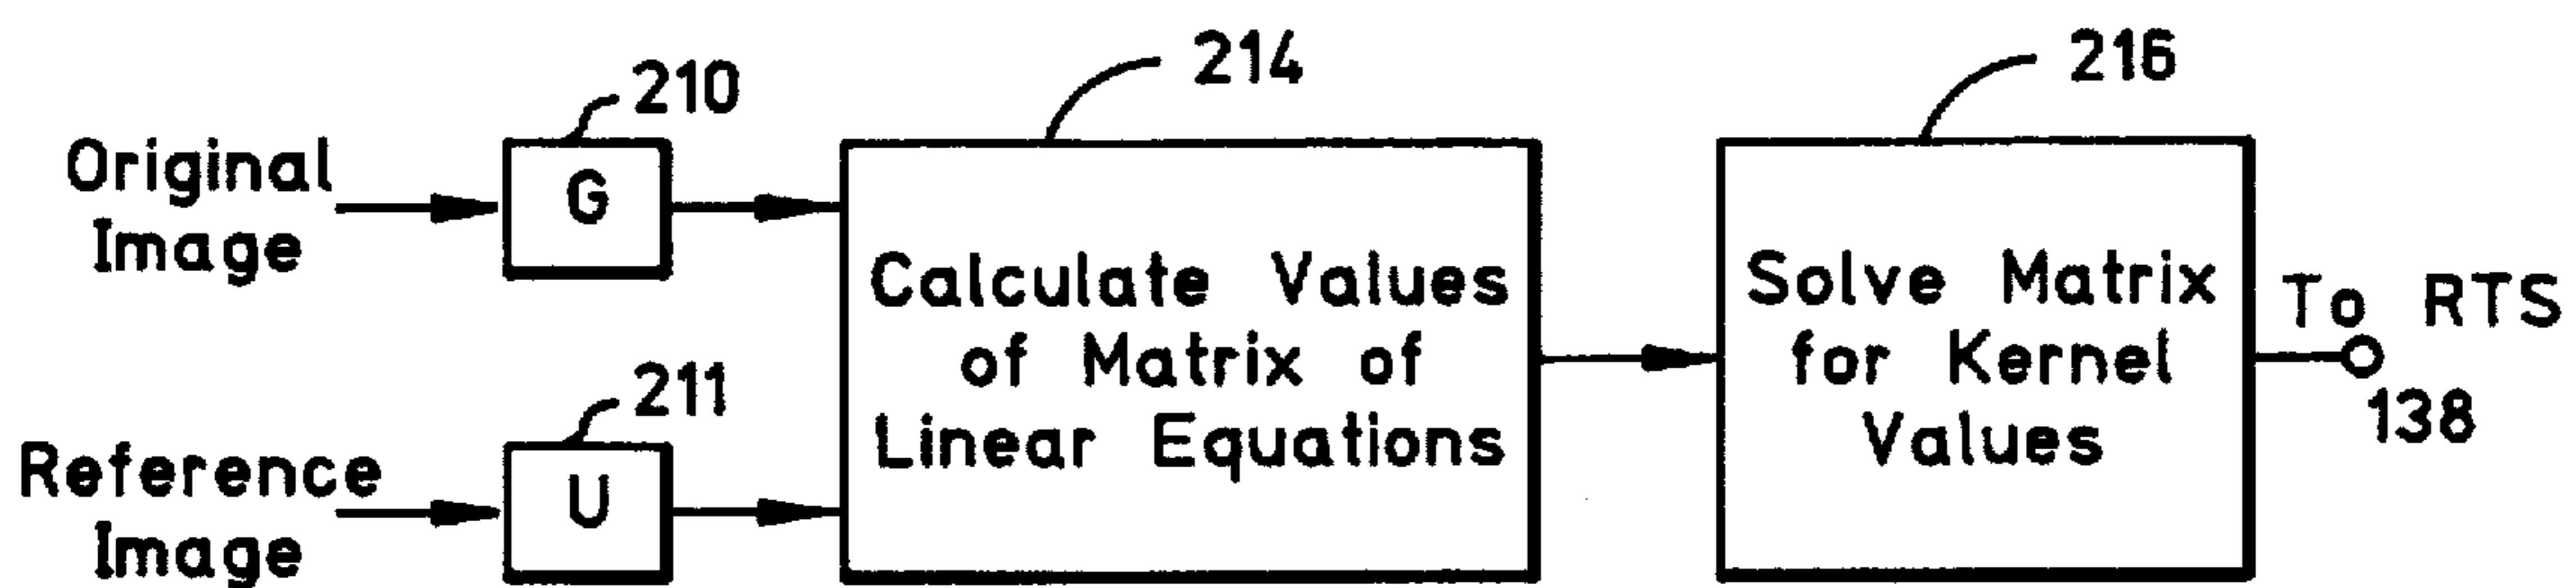 Original
Image
210
G
Reference
Image
211
U
214
Calculate Values
of Matrix of
Linear Equations
216
Solve Matrix
for Kernel
Values
To RTS
138